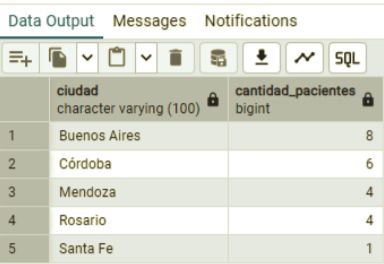 Data Output Messages Notifications
SQL
ciudad cantidad_pacientes
character varying (100) bigint
1 Buenos Aires 8
2 Córdoba 6
3 Mendoza 4
4 Rosario 4
5 Santa Fe 1